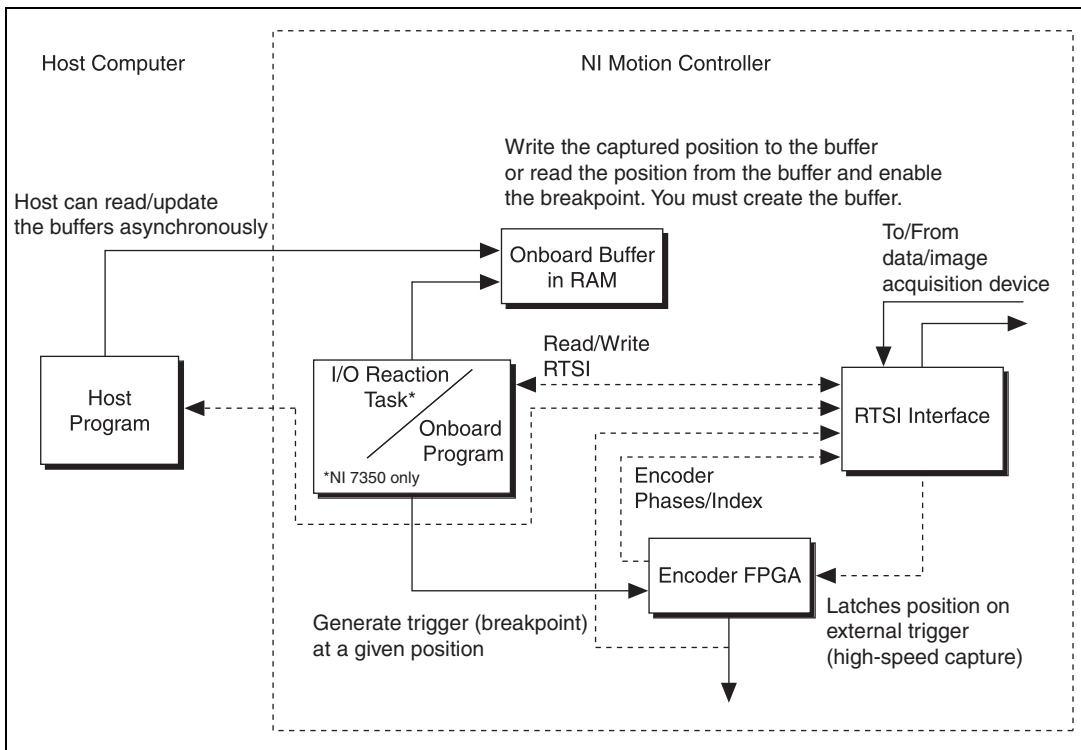 Host Computer
NI Motion Controller
Write the captured position to the buffer
or read the position from the buffer and enable
the breakpoint. You must create the buffer.
Host can read/update
the buffers asynchronously
To/From
data/image
acquisition device
Onboard Buffer
in RAM
Read/Write
RTSI
I/O Reaction
Task*
Onboard
Program
*NI 7350 only
Host
Program
RTSI Interface
Encoder
Phases/Index
Encoder FPGA
Generate trigger (breakpoint)
at a given position
Latches position on
external trigger
(high-speed capture)